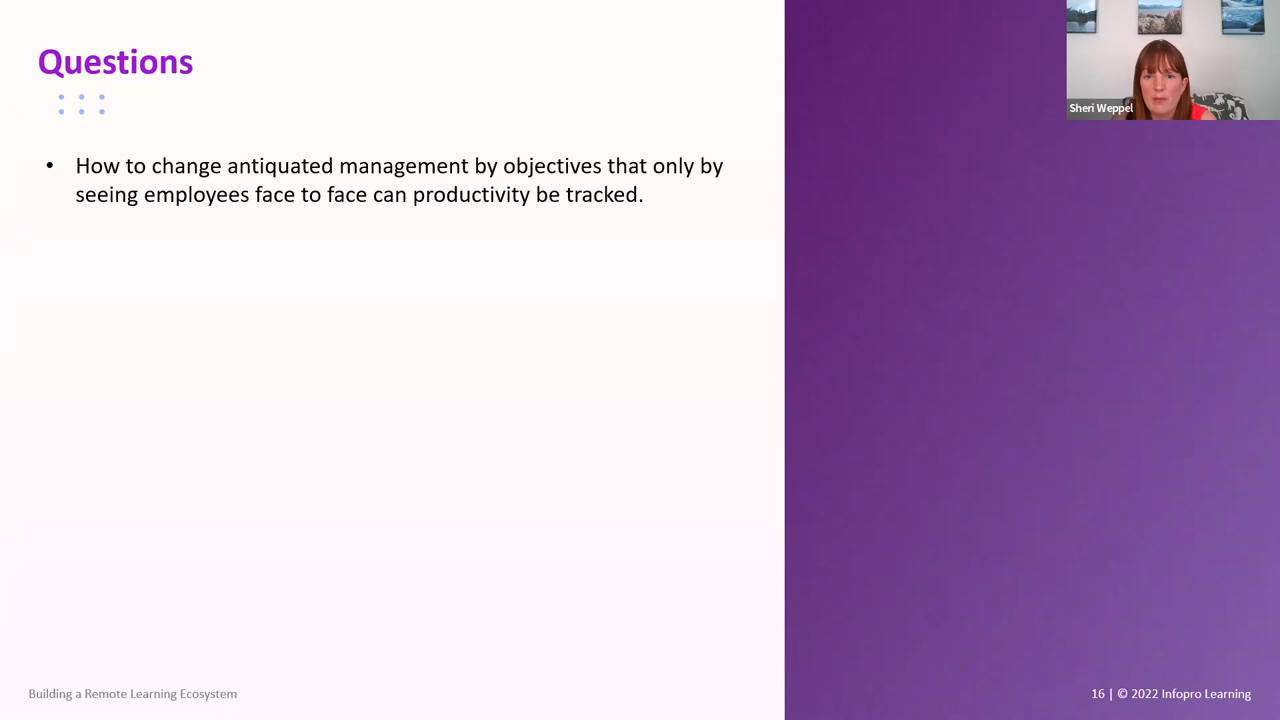 Questions
Sheri Weppel
• How to change antiquated management by objectives that only by
seeing employees face to face can productivity be tracked.
Building a Remote Learning Ecosystem
16 | © 2022 Infopro Learning